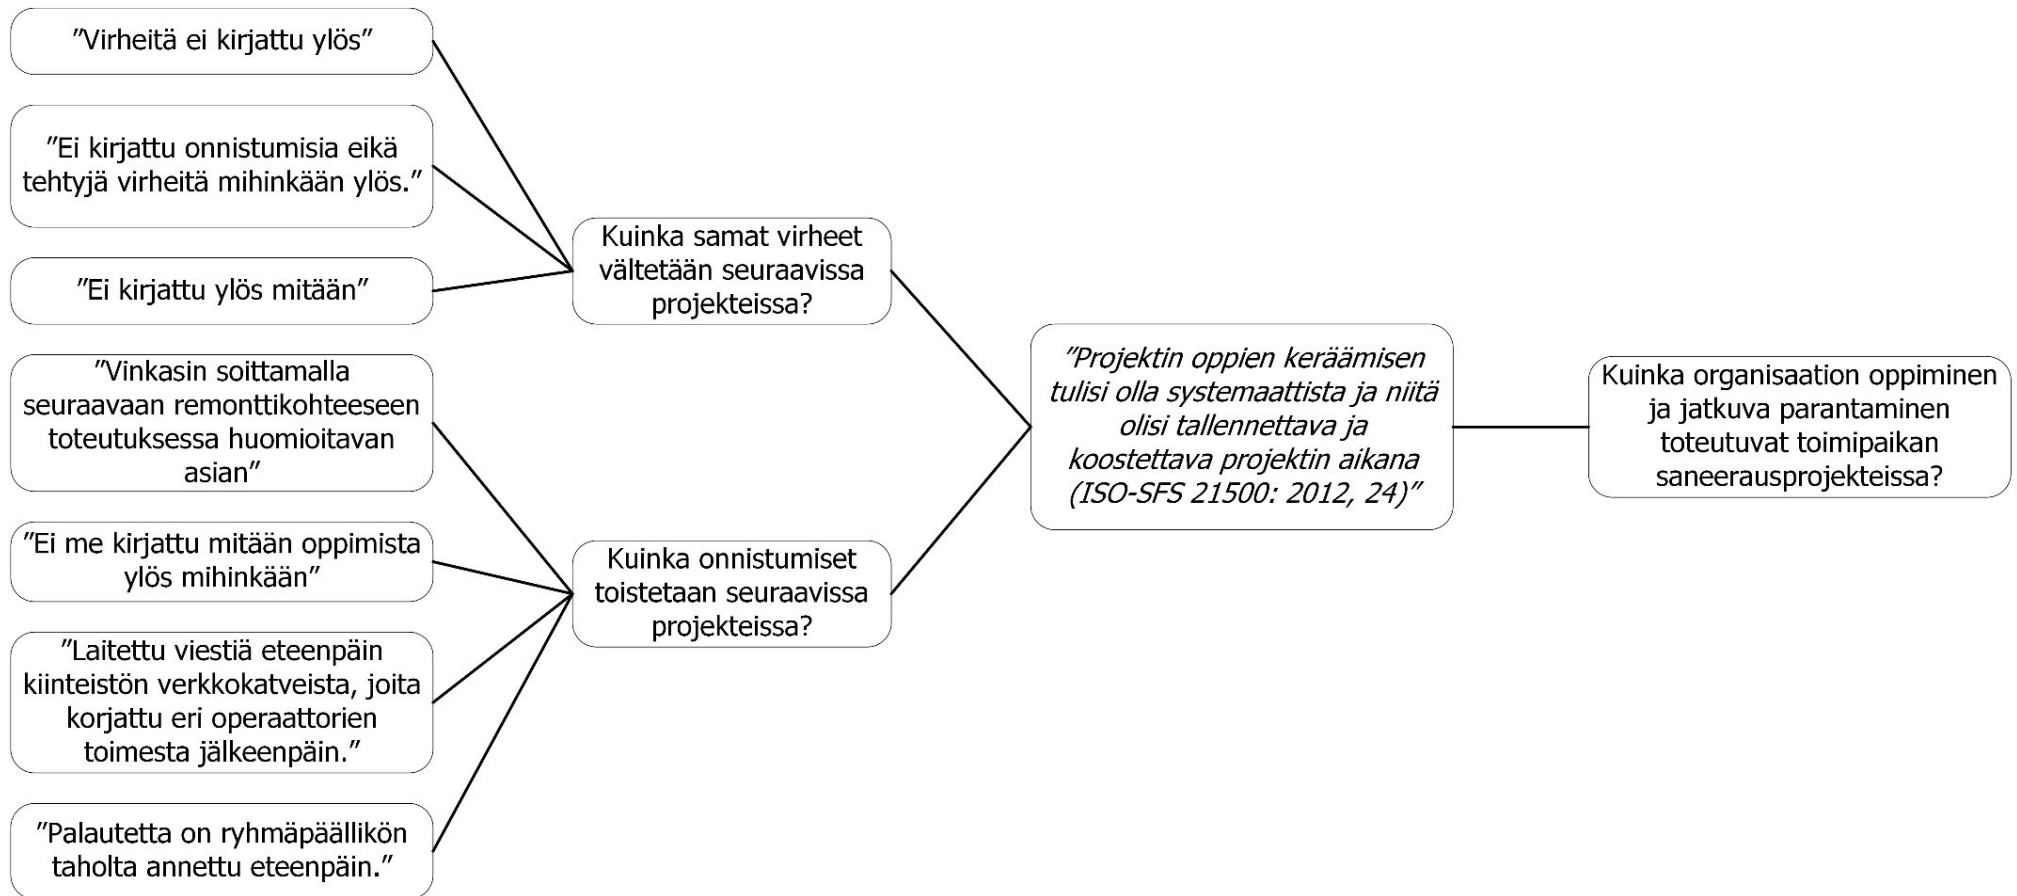 ”Virheitä ei kirjattu ylös”
”Ei kirjattu onnistumisia eikä
tehtyjä virheitä mihinkään ylös.”
”Ei kirjattu ylös mitään”
”Vinkasin soittamalla
seuraavaan remonttikohteeseen
toteutuksessa huomioitavan
asian”
”Ei me kirjattu mitään oppimista
ylös mihinkään”
”Laitettu viestiä eteenpäin
kiinteistön verkkokatveista, joita
korjattu eri operaattorien
toimesta jälkeenpäin.”
”Palautetta on ryhmäpäällikön
taholta annettu eteenpäin.”
Kuinka samat virheet
vältetään seuraavissa
projekteissa?
Kuinka onnistumiset
toistetaan seuraavissa
projekteissa?
”Projektin oppien keräämisen
tulisi olla systemaattista ja niitä
olisi tallennettava ja
koostettava projektin aikana
(ISO-SFS 21500: 2012, 24)”
Kuinka organisaation oppiminen
ja jatkuva parantaminen
toteutuvat toimipaikan
saneerausprojekteissa?